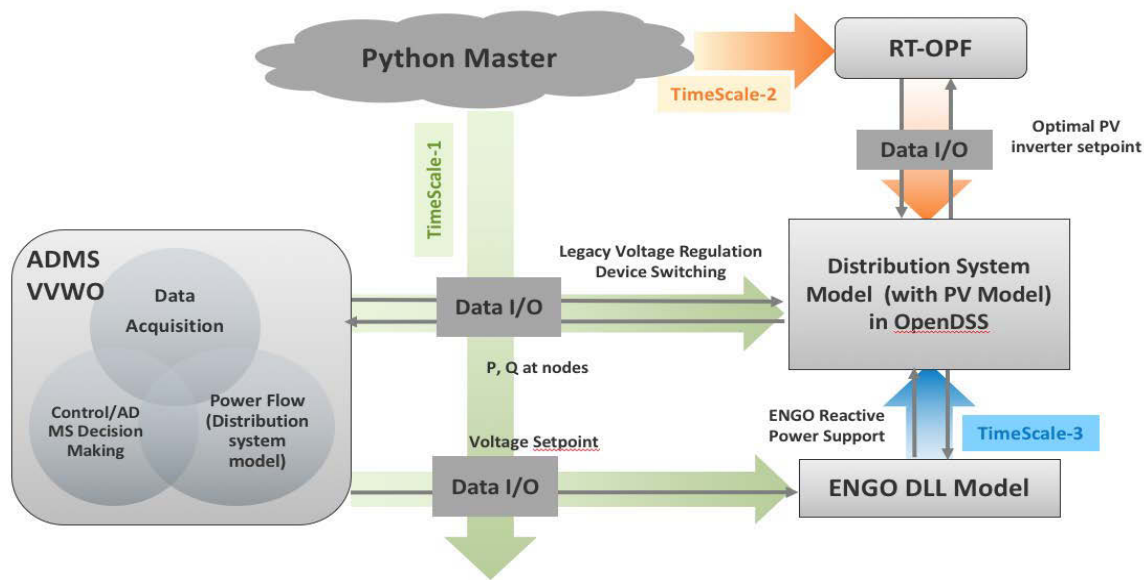 Python Master
TimeScale-2
RT-OPF
Data I/O
Optimal PV
inverter setpoint
TimeScale-1
ADMS
VVWO
Data
Acquisition
Control/AD
MS Decision
Making
Power Flow
(Distribution
system
model)
Legacy Voltage Regulation
Device Switching
Data I/O
P, Q at nodes
Distribution System
Model (with PV Model)
in OpenDSS
Voltage Setpoint
Data I/O
ENGO Reactive
Power Support
TimeScale-3
ENGO DLL Model